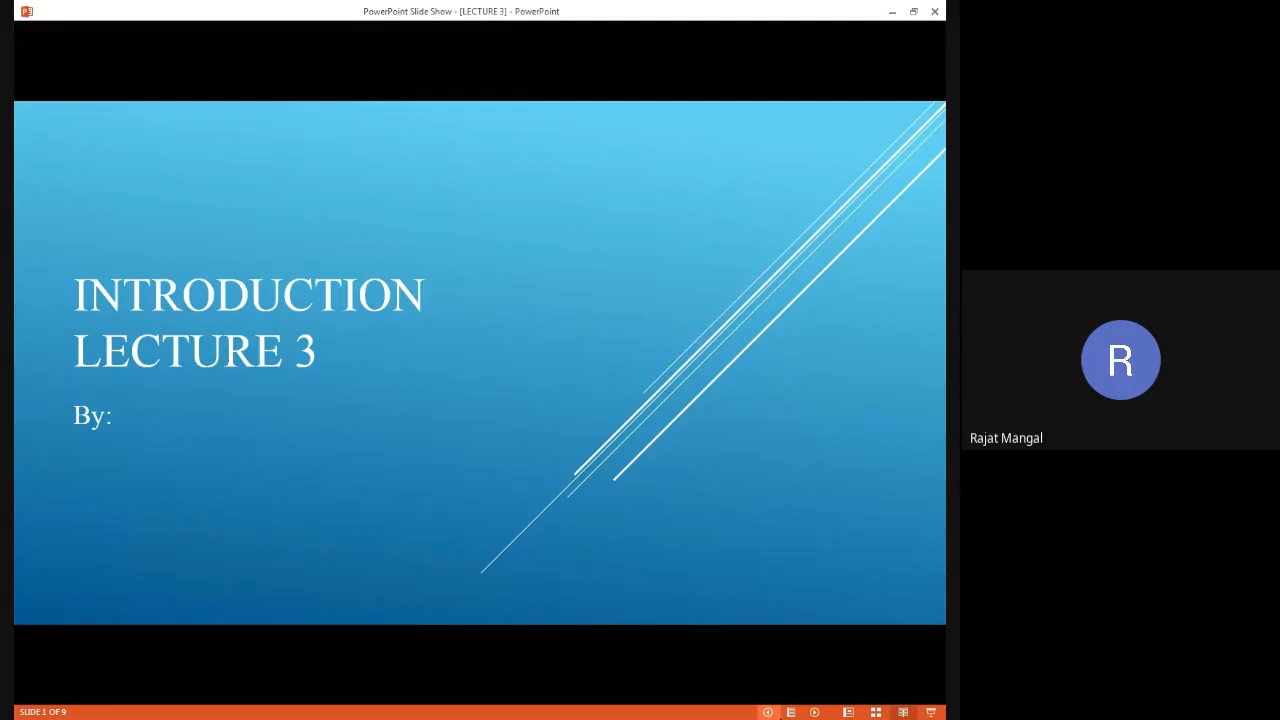 PowerPoint Slide Show - [LECTURE 3] - PowerPoint
INTRODUCTION
LECTURE 3
By:
R
Rajat Mangal
SLIDE 1 OF 9